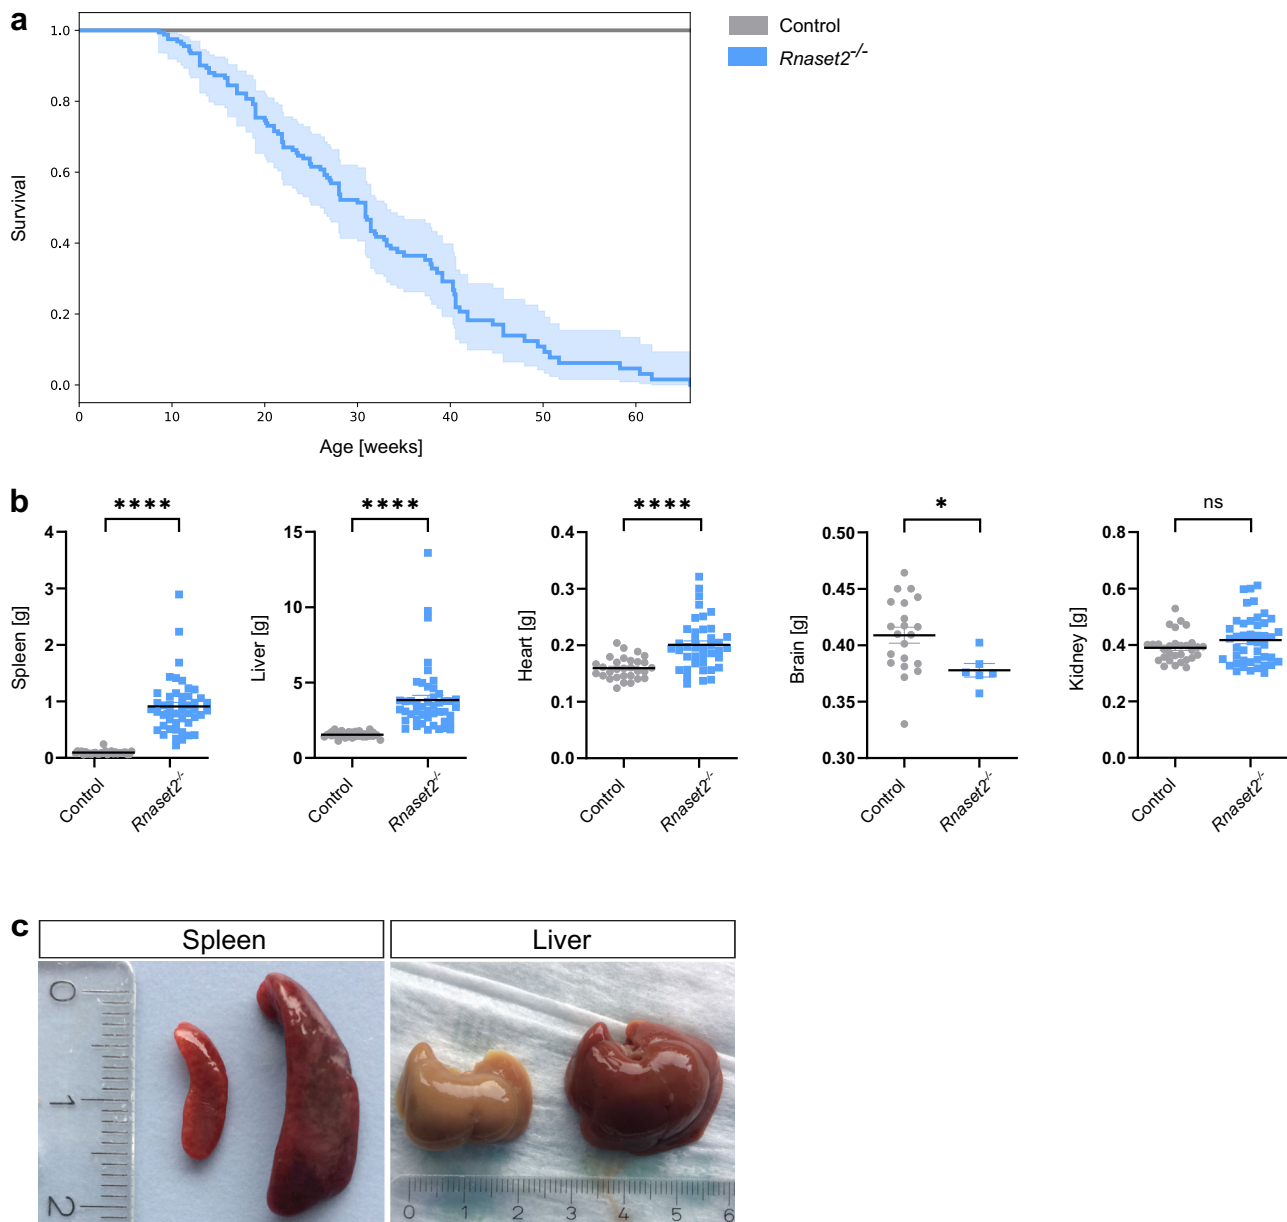 a
Control
Rnaset2-/-
1.0
0.8
0.6
0.4
0.2
0.0
Survival
0 10 20 30 40 50 60
Age [weeks]
b
**** **** **** * ns
Spleen [g]
4
3
2
1
0
Control Rnaset2-/-
Liver [g]
15
10
5
0
Control Rnaset2-/-
Heart [g]
0.4
0.3
0.2
0.1
0.0
Control Rnaset2-/-
Brain [g]
0.50
0.45
0.40
0.35
0.30
Control Rnaset2-/-
Kidney [g]
0.8
0.6
0.4
0.2
0.0
Control Rnaset2-/-
c
Spleen Liver
0
1
2
0 1 2 3 4 5 6